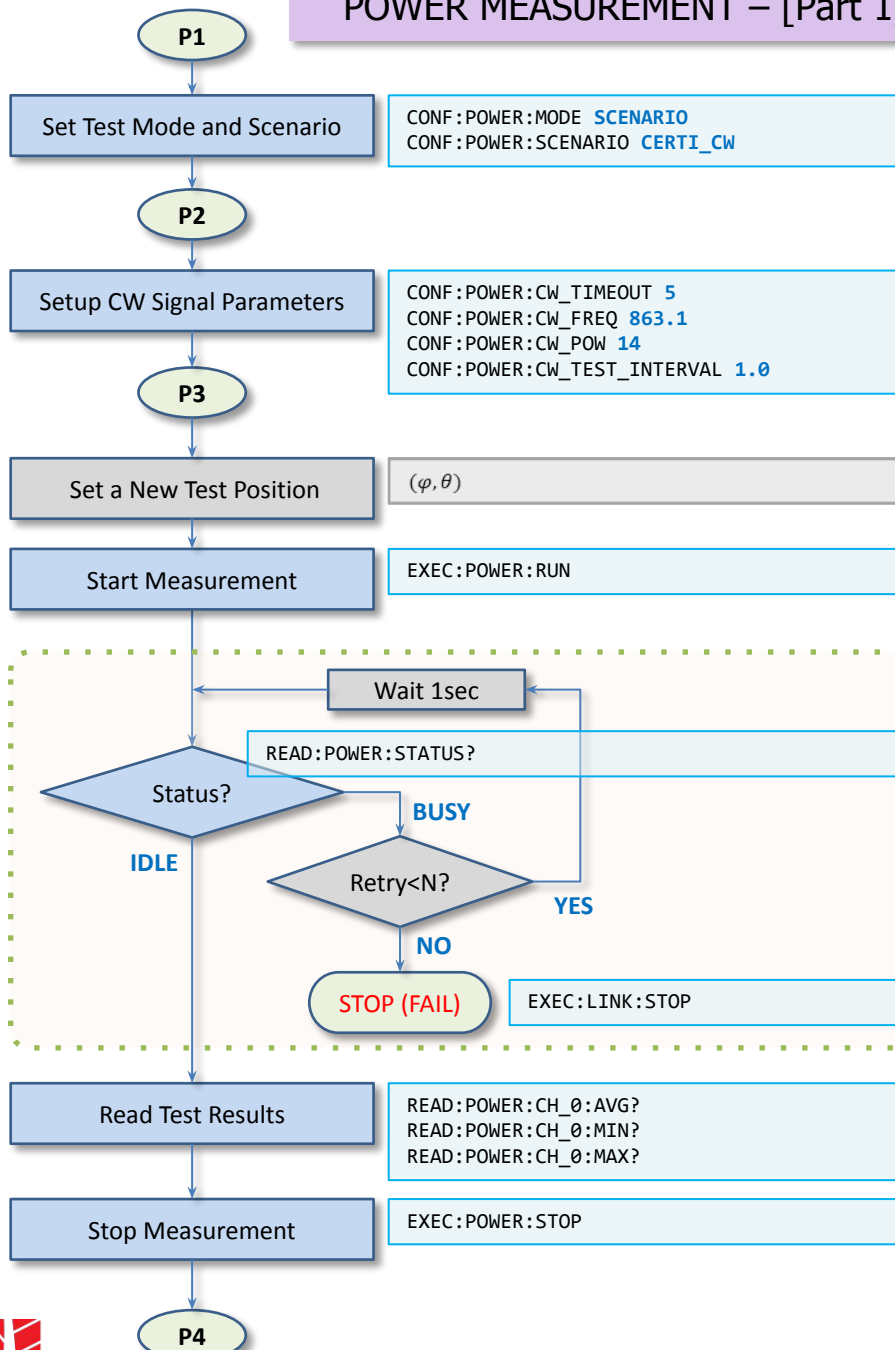 POWER MEASUREMENT – [Part 1
P1
Set Test Mode and Scenario
CONF:POWER:MODE SCENARIO
CONF:POWER:SCENARIO CERTI_CW
P2
Setup CW Signal Parameters
CONF:POWER:CW_TIMEOUT 5
CONF:POWER:CW_FREQ 863.1
CONF:POWER:CW_POW 14
CONF:POWER:CW_TEST_INTERVAL 1.0
P3
Set a New Test Position
(φ,θ)
Start Measurement
EXEC:POWER:RUN
Wait 1sec
READ:POWER:STATUS?
Status?
BUSY
IDLE
Retry<N?
YES
NO
STOP (FAIL)
EXEC:LINK:STOP
Read Test Results
READ:POWER:CH_0:AVG?
READ:POWER:CH_0:MIN?
READ:POWER:CH_0:MAX?
Stop Measurement
EXEC:POWER:STOP
P4